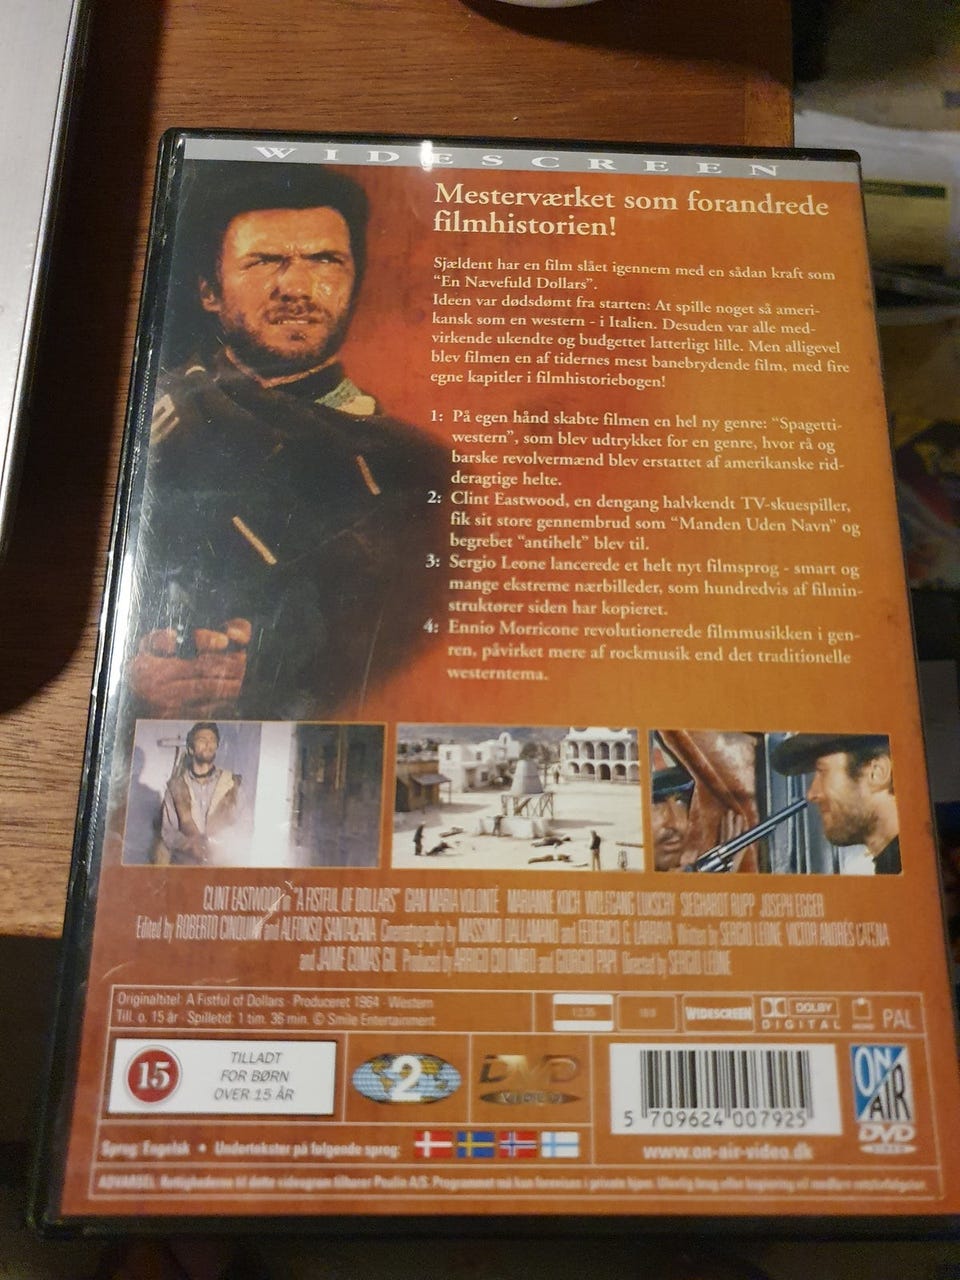 WIDESCREEN
Mesterværket som forandrede
filmhistorien!
Sjældent har en film slået igennem med en sådan kraft som
“En Nævefuld Dollars”.
Ideen var dødsdømt fra starten: At spille noget så ameri-
kansk som en western - i Italien. Desuden var alle med-
virkende ukendte og budgettet latterligt lille. Men alligevel
blev filmen en af tidernes mest banebrydende film, med fire
egne kapitler i filmhistoriebogen!
1: På egen hånd skabte filmen en hel ny genre: “Spagetti-
western”, som blev udtrykket for en genre, hvor rå og
barske revolvermænd blev erstattet af amerikanske rid-
deragtige helte.
2: Clint Eastwood, en dengang halvkendt TV-skuespiller,
fik sit store gennembrud som “Manden Uden Navn” og
begrebet “antihelt” blev til.
3: Sergio Leone lancerede et helt nyt filmsprog - smart og
mange ekstreme nærbilleder, som hundredvis af filmin-
struktører siden har kopieret.
4: Ennio Morricone revolutionerede filmmusikken i gen-
ren, påvirket mere af rockmusik end det traditionelle
westerntema.
CLINT EASTWOOD in "A FISTFUL OF DOLLARS" GIAN MARIA VOLONTÉ MARIANNE KOCH WOLFGANG LUKSCHY SIEGHARDT RUPP JOSEPH EGGER
Edited by ROBERTO CINQUINI and ALFONSO SANTACANA Cinematography by MASSIMO DALLAMANO and FEDERICO G. LARRAYA Written by SERGIO LEONE VICTOR ANDRÉS CATENA
and JAIME COMAS GIL Produced by ARRIGO COLOMBO and GIORGIO PAPI Directed by SERGIO LEONE
Originaltitel: A Fistful of Dollars · Produceret 1964 · Western
Till. o. 15 år · Spilletid: 1 tim. 36 min. © Smile Entertainment
1:2.35 16:9 WIDESCREEN DOLBY DIGITAL PAL
15 TILLADT
FOR BØRN
OVER 15 ÅR
2
DVD VIDEO
5 709624 007925
ON AIR DVD
Sprog: Engelsk • Undertekster på følgende sprog:
www.on-air-video.dk
ADVARSEL Rettighederne til dette videogram tilhører